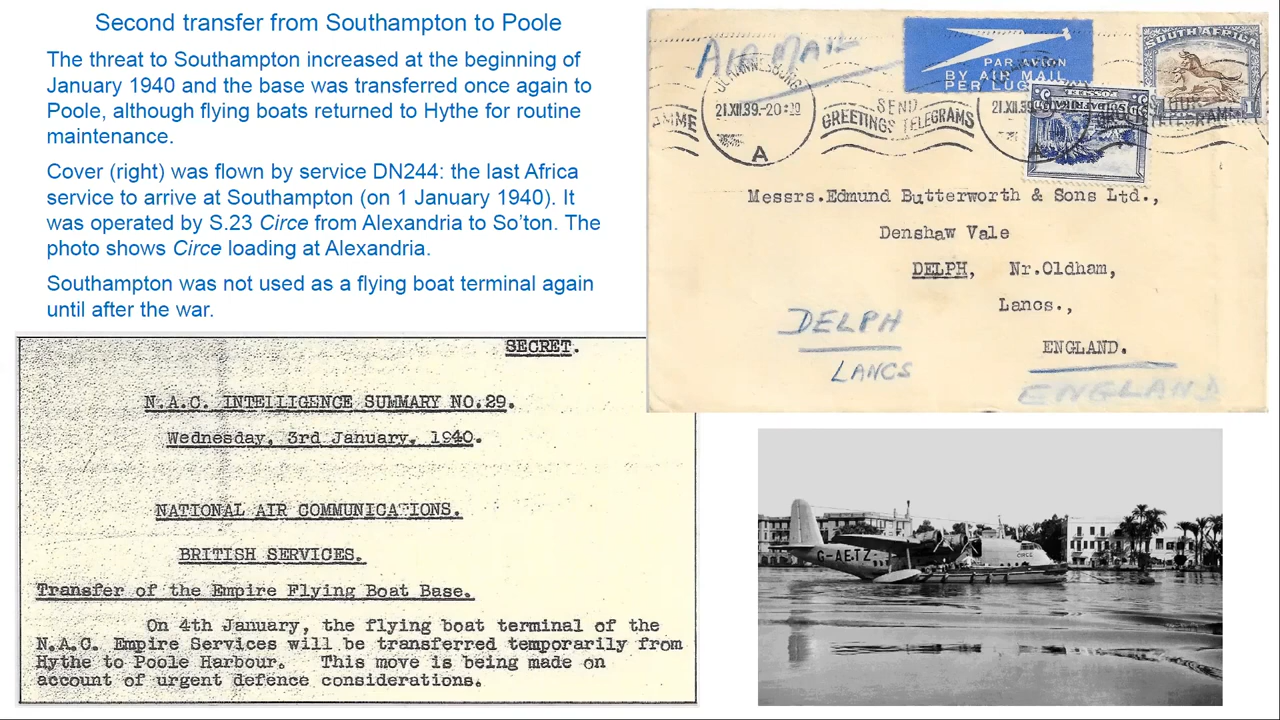 Second transfer from Southampton to Poole
The threat to Southampton increased at the beginning of
January 1940 and the base was transferred once again to
Poole, although flying boats returned to Hythe for routine
maintenance.
Cover (right) was flown by service DN244: the last Africa
service to arrive at Southampton (on 1 January 1940). It
was operated by S.23 Circe from Alexandria to So'ton. The
photo shows Circe loading at Alexandria.
Southampton was not used as a flying boat terminal again
until after the war.
AIR MAIL
PAR AVION
BY AIR MAIL
PER LUG
SOUTH AFRICA
JOHANNESBURG
21.XII.39.-20
A
SEND
GREETINGS TELEGRAMS
21.XII.39
A
Messrs.Edmund Butterworth & Sons Ltd.,
Denshaw Vale
DELPH, Nr.Oldham,
Lancs.,
ENGLAND.
DELPH
LANCS
ENGLAND
SECRET.
N.A.C. INTELLIGENCE SUMMARY NO.29.
Wednesday, 3rd January, 1940.
NATIONAL AIR COMMUNICATIONS.
BRITISH SERVICES.
Transfer of the Empire Flying Boat Base.
On 4th January, the flying boat terminal of the
N.A.C. Empire Services will be transferred temporarily from
Hythe to Poole Harbour. This move is being made on
account of urgent defence considerations.
G-AETZ
CIRCE